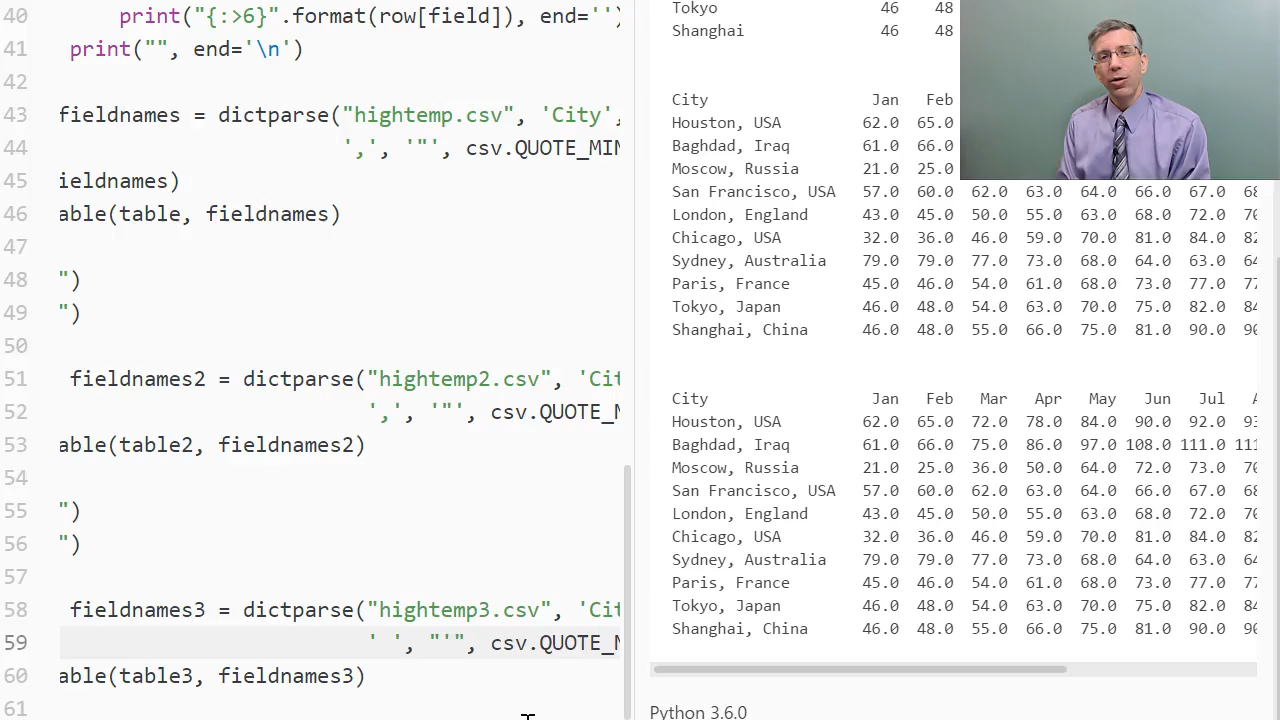 40 print("{:>6}".format(row[field]), end='')
41 print("", end='\n')
42
43 fieldnames = dictparse("hightemp.csv", 'City',
44 ',', '"', csv.QUOTE_MIN
45 ieldnames)
46 able(table, fieldnames)
47
48 ")
49 ")
50
51 fieldnames2 = dictparse("hightemp2.csv", 'Cit
52 ',', '"', csv.QUOTE_M
53 able(table2, fieldnames2)
54
55 ")
56 ")
57
58 fieldnames3 = dictparse("hightemp3.csv", 'Cit
59 ' ', "'", csv.QUOTE_M
60 able(table3, fieldnames3)
61
Tokyo 46 48
Shanghai 46 48
City Jan Feb
Houston, USA 62.0 65.0
Baghdad, Iraq 61.0 66.0
Moscow, Russia 21.0 25.0
San Francisco, USA 57.0 60.0 62.0 63.0 64.0 66.0 67.0 68
London, England 43.0 45.0 50.0 55.0 63.0 68.0 72.0 70
Chicago, USA 32.0 36.0 46.0 59.0 70.0 81.0 84.0 82
Sydney, Australia 79.0 79.0 77.0 73.0 68.0 64.0 63.0 64
Paris, France 45.0 46.0 54.0 61.0 68.0 73.0 77.0 77
Tokyo, Japan 46.0 48.0 54.0 63.0 70.0 75.0 82.0 84
Shanghai, China 46.0 48.0 55.0 66.0 75.0 81.0 90.0 90
City Jan Feb Mar Apr May Jun Jul A
Houston, USA 62.0 65.0 72.0 78.0 84.0 90.0 92.0 93
Baghdad, Iraq 61.0 66.0 75.0 86.0 97.0 108.0 111.0 111
Moscow, Russia 21.0 25.0 36.0 50.0 64.0 72.0 73.0 70
San Francisco, USA 57.0 60.0 62.0 63.0 64.0 66.0 67.0 68
London, England 43.0 45.0 50.0 55.0 63.0 68.0 72.0 70
Chicago, USA 32.0 36.0 46.0 59.0 70.0 81.0 84.0 82
Sydney, Australia 79.0 79.0 77.0 73.0 68.0 64.0 63.0 64
Paris, France 45.0 46.0 54.0 61.0 68.0 73.0 77.0 77
Tokyo, Japan 46.0 48.0 54.0 63.0 70.0 75.0 82.0 84
Shanghai, China 46.0 48.0 55.0 66.0 75.0 81.0 90.0 90
Python 3.6.0